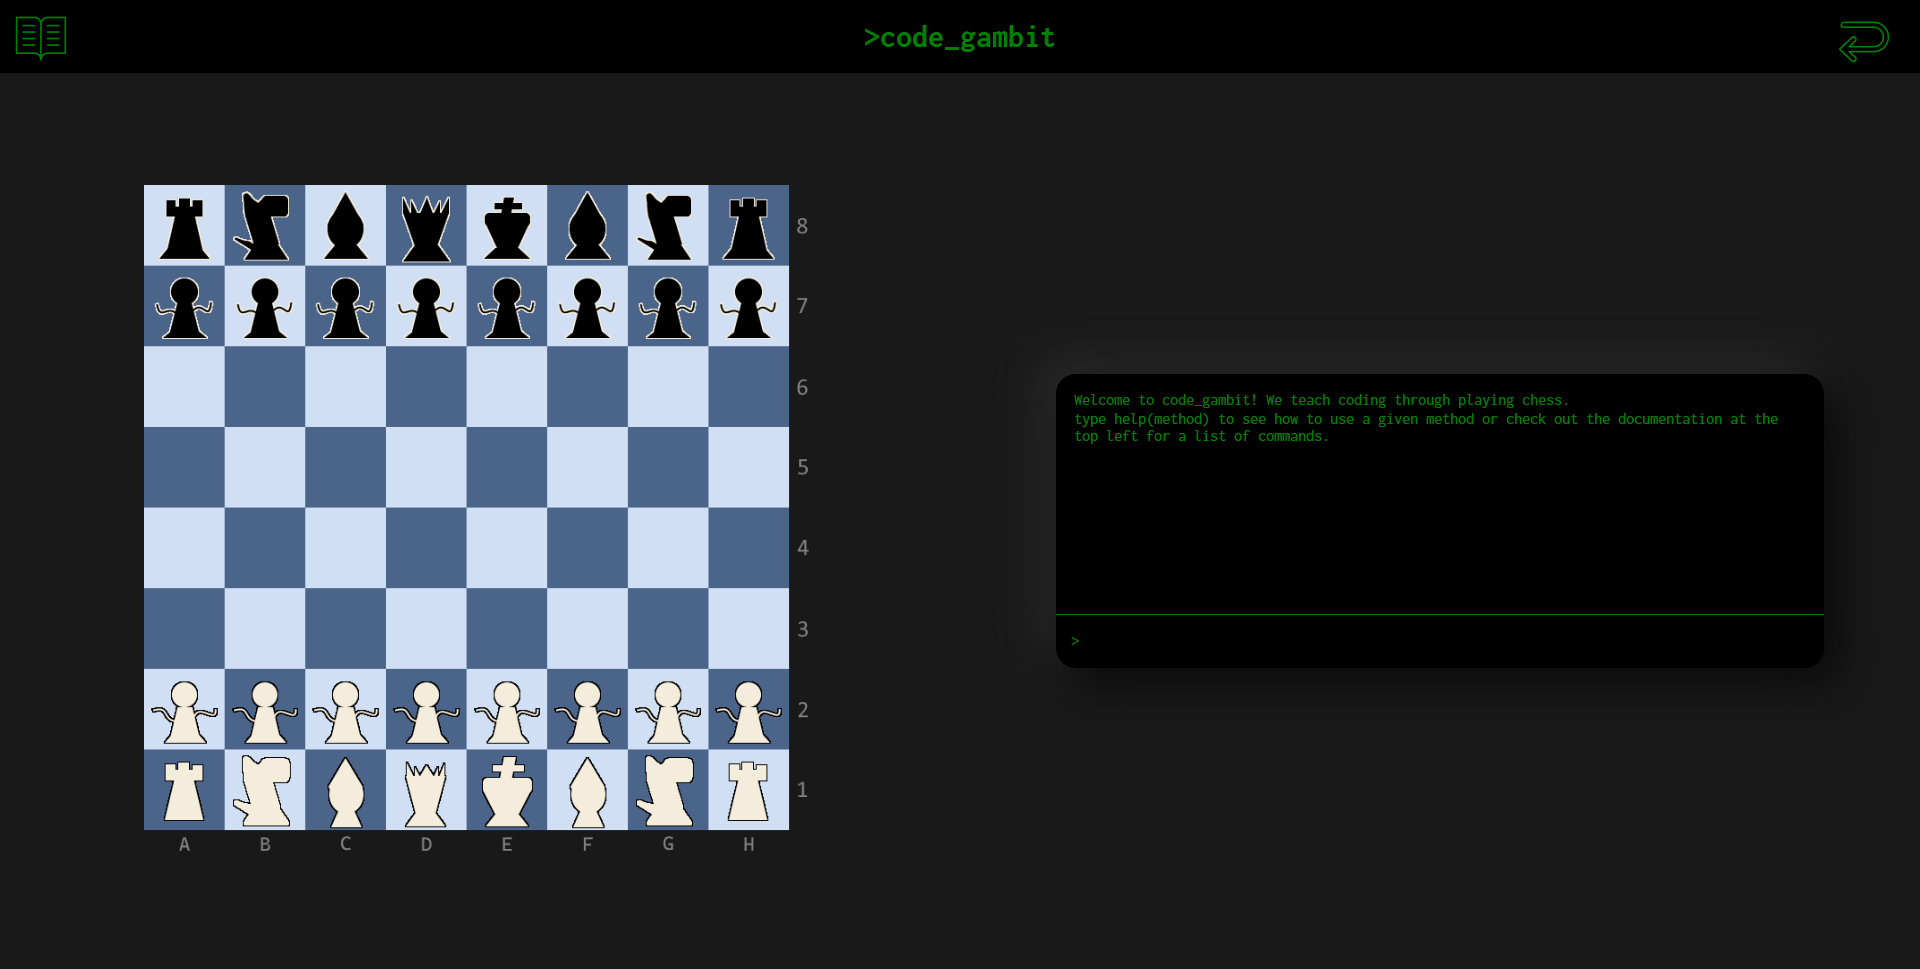 >code_gambit
8
7
6
5
4
3
2
1
A B C D E F G H
Welcome to code_gambit! We teach coding through playing chess.
type help(method) to see how to use a given method or check out the documentation at the
top left for a list of commands.
>